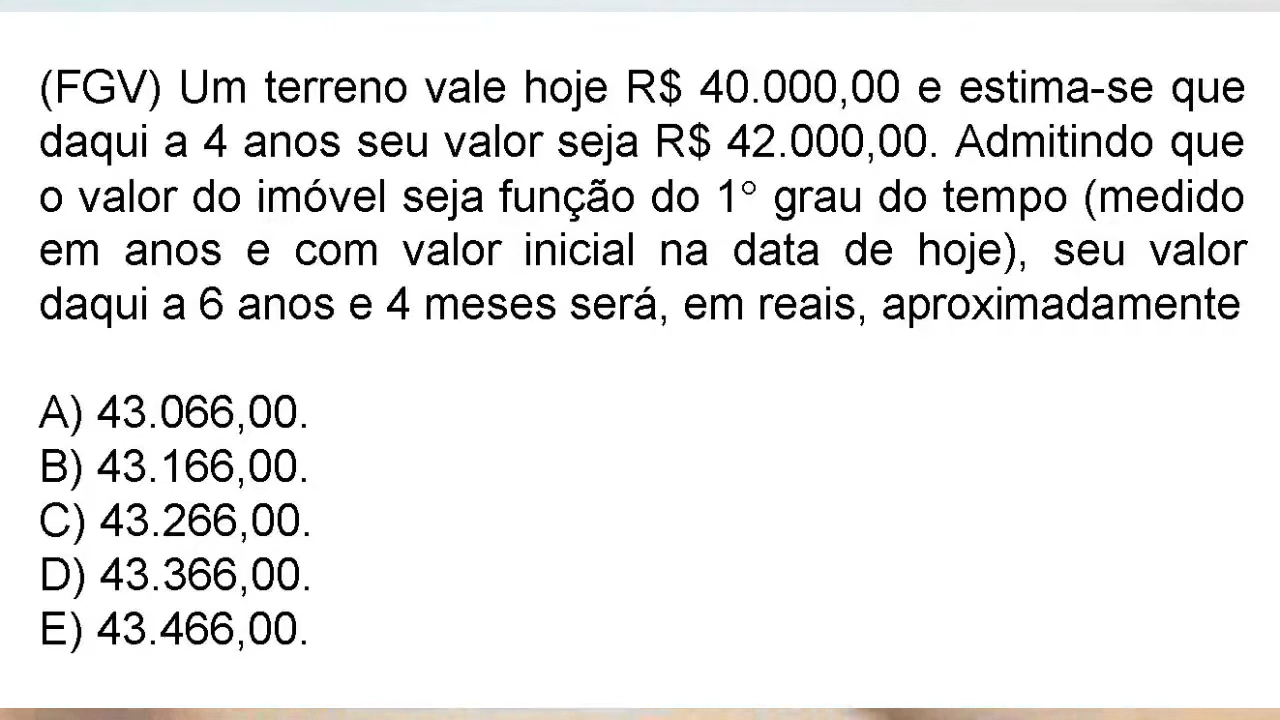 (FGV) Um terreno vale hoje R$ 40.000,00 e estima-se que
daqui a 4 anos seu valor seja R$ 42.000,00. Admitindo que
o valor do imóvel seja função do 1° grau do tempo (medido
em anos e com valor inicial na data de hoje), seu valor
daqui a 6 anos e 4 meses será, em reais, aproximadamente
A) 43.066,00.
B) 43.166,00.
C) 43.266,00.
D) 43.366,00.
E) 43.466,00.